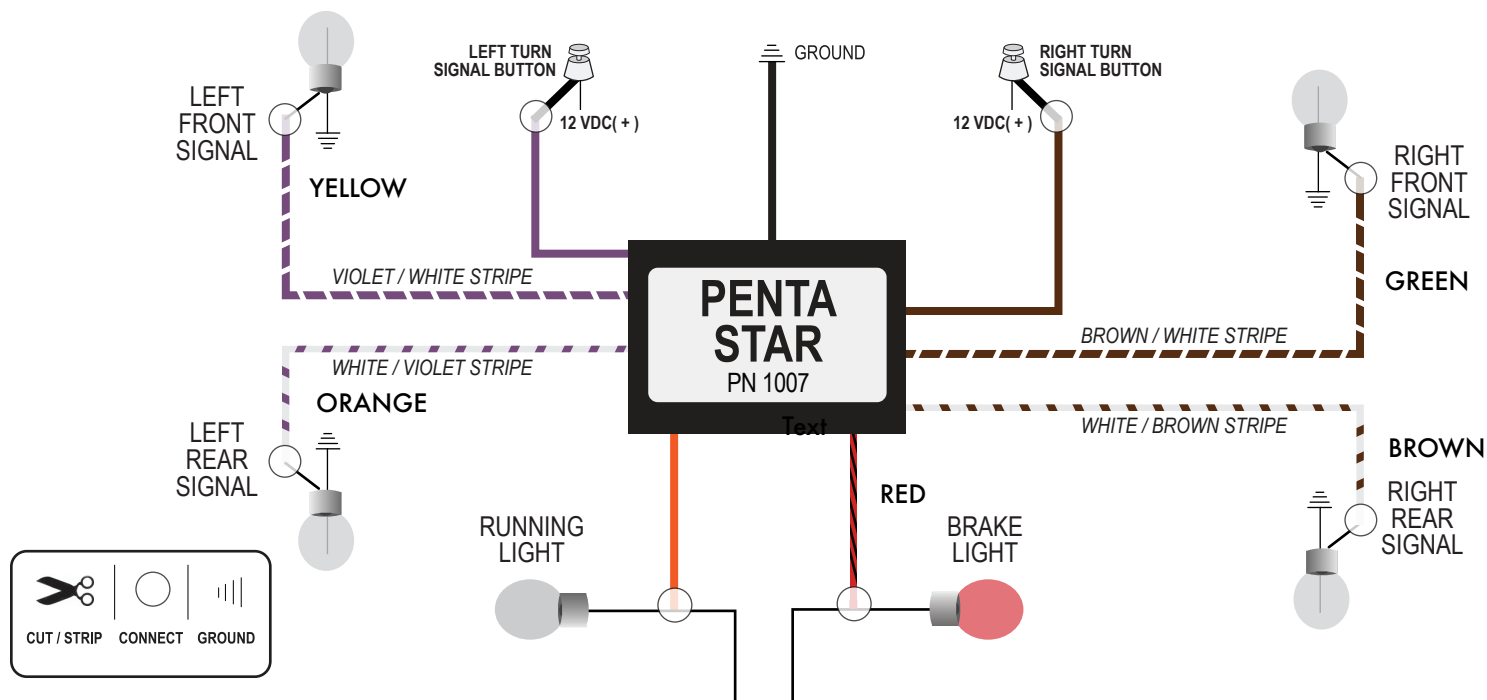 LEFT TURN
SIGNAL BUTTON
12 VDC( + )
GROUND
RIGHT TURN
SIGNAL BUTTON
12 VDC( + )
LEFT
FRONT
SIGNAL
YELLOW
VIOLET / WHITE STRIPE
RIGHT
FRONT
SIGNAL
GREEN
BROWN / WHITE STRIPE
PENTA
STAR
PN 1007
Text
WHITE / VIOLET STRIPE
ORANGE
LEFT
REAR
SIGNAL
WHITE / BROWN STRIPE
BROWN
RIGHT
REAR
SIGNAL
RED
RUNNING
LIGHT
BRAKE
LIGHT
CUT / STRIP
CONNECT
GROUND